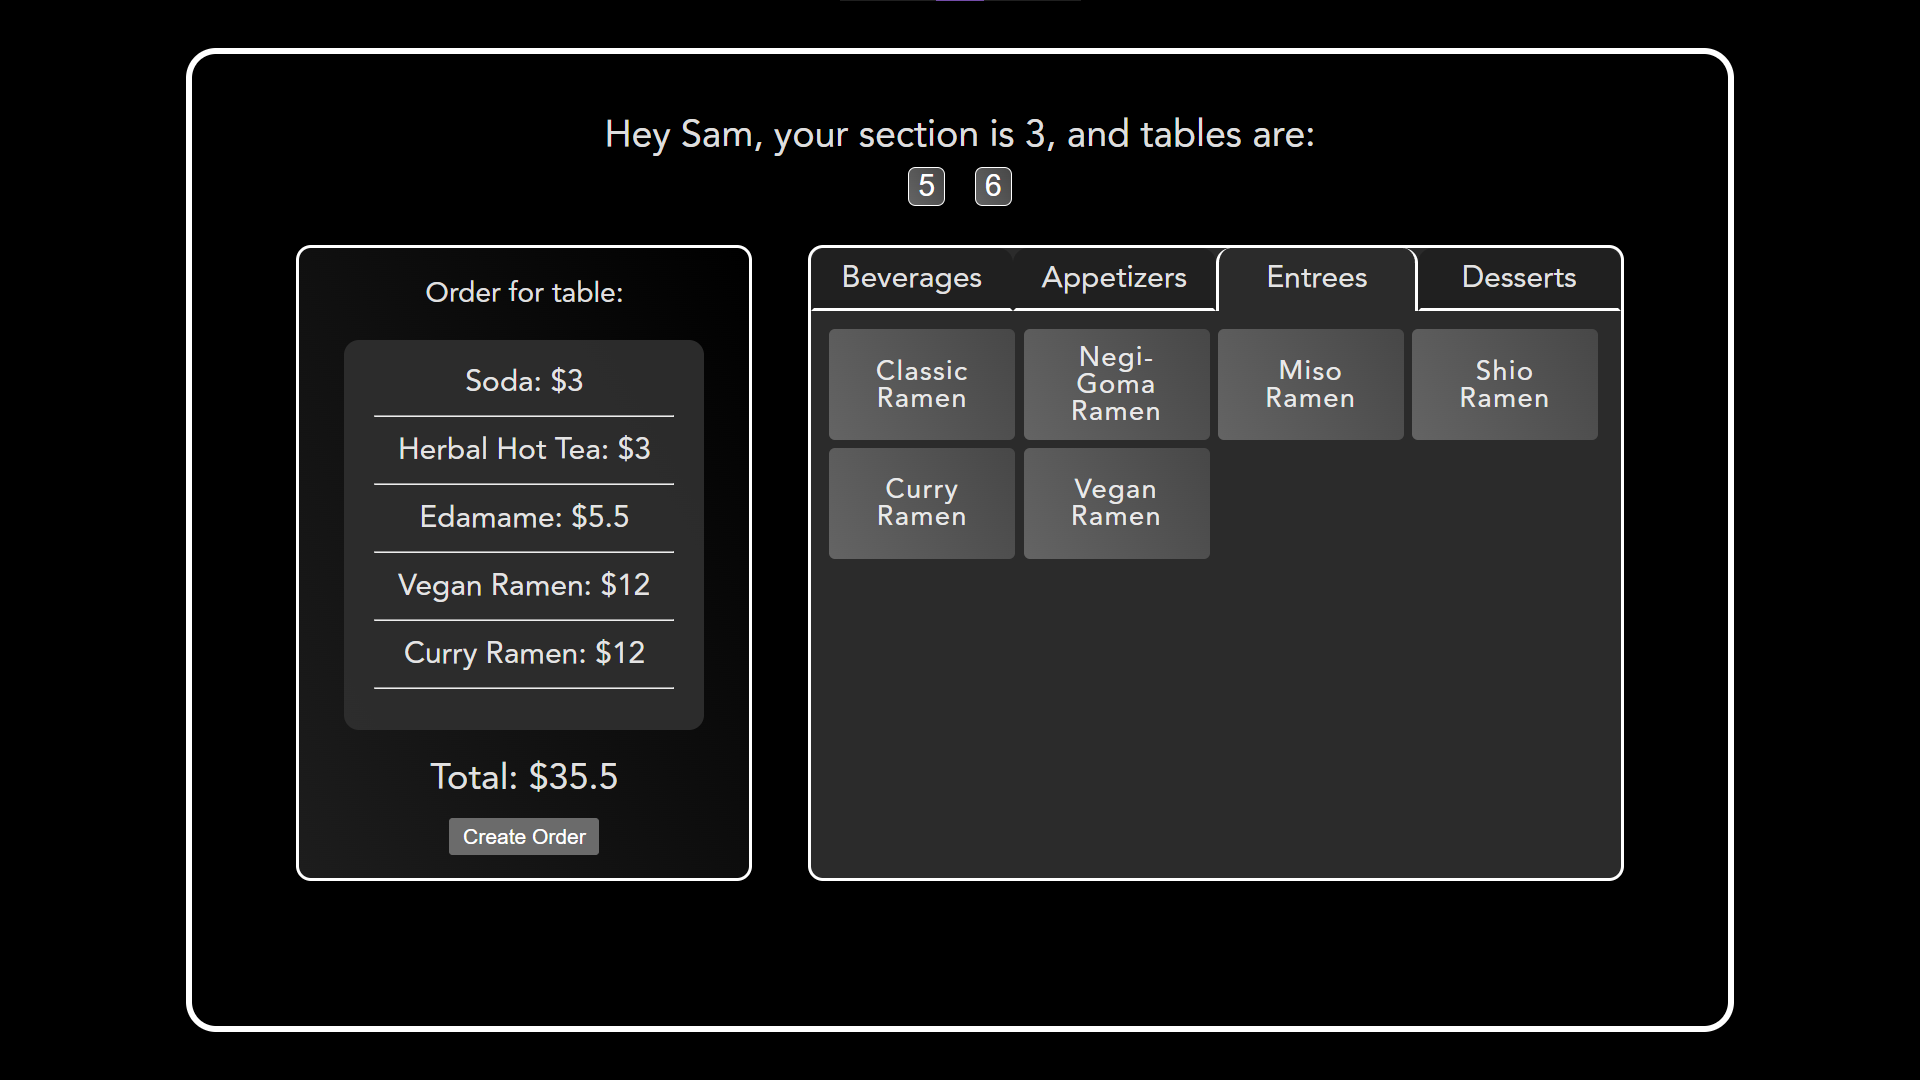 Hey Sam, your section is 3, and tables are:
5 6
Order for table:
Soda: $3
Herbal Hot Tea: $3
Edamame: $5.5
Vegan Ramen: $12
Curry Ramen: $12
Total: $35.5
Create Order
Beverages Appetizers Entrees Desserts
Classic
Ramen
Negi-
Goma
Ramen
Miso
Ramen
Shio
Ramen
Curry
Ramen
Vegan
Ramen